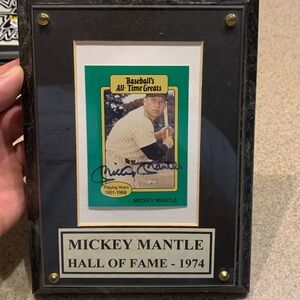 Baseball's
All-Time Greats
Mickey Mantle
Playing Years
1951-1968
MICKEY MANTLE
MICKEY MANTLE
HALL OF FAME - 1974